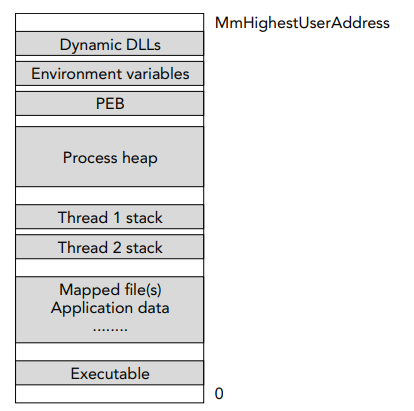 MmHighestUserAddress
Dynamic DLLs
Environment variables
PEB
Process heap
Thread 1 stack
Thread 2 stack
Mapped file(s)
Application data
........
Executable
0